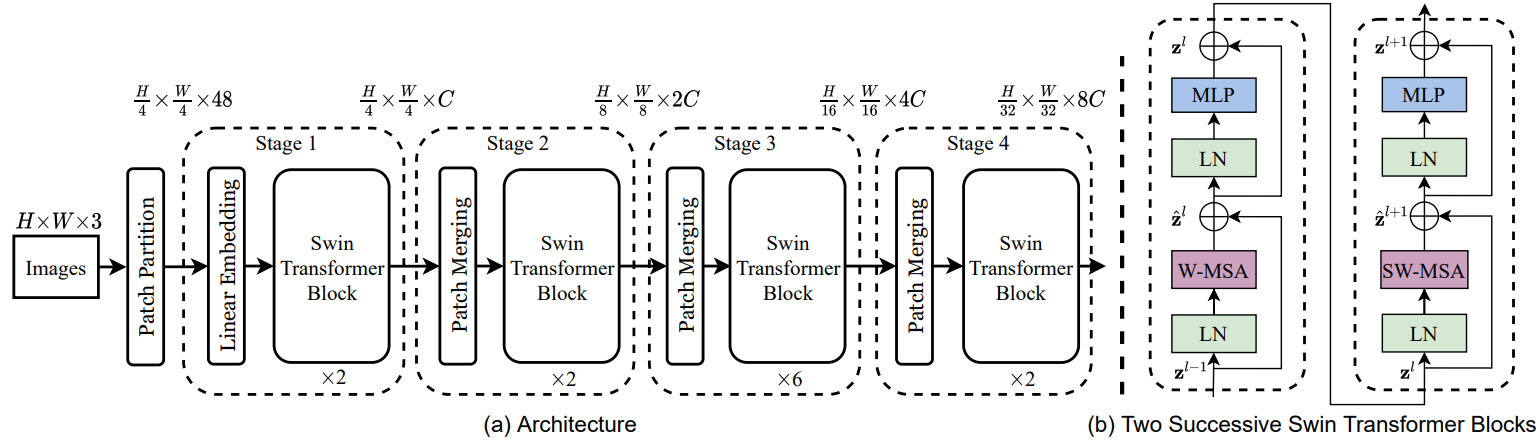 H/4 × W/4 × 48
H/4 × W/4 × C
H/8 × W/8 × 2C
H/16 × W/16 × 4C
H/32 × W/32 × 8C
H×W×3
Images
Patch Partition
Stage 1
Linear Embedding
Swin
Transformer
Block
×2
Stage 2
Patch Merging
Swin
Transformer
Block
×2
Stage 3
Patch Merging
Swin
Transformer
Block
×6
Stage 4
Patch Merging
Swin
Transformer
Block
×2
(a) Architecture
z^l
MLP
LN
ẑ^l
W-MSA
LN
z^{l−1}
z^{l+1}
MLP
LN
ẑ^{l+1}
SW-MSA
LN
z^l
(b) Two Successive Swin Transformer Blocks